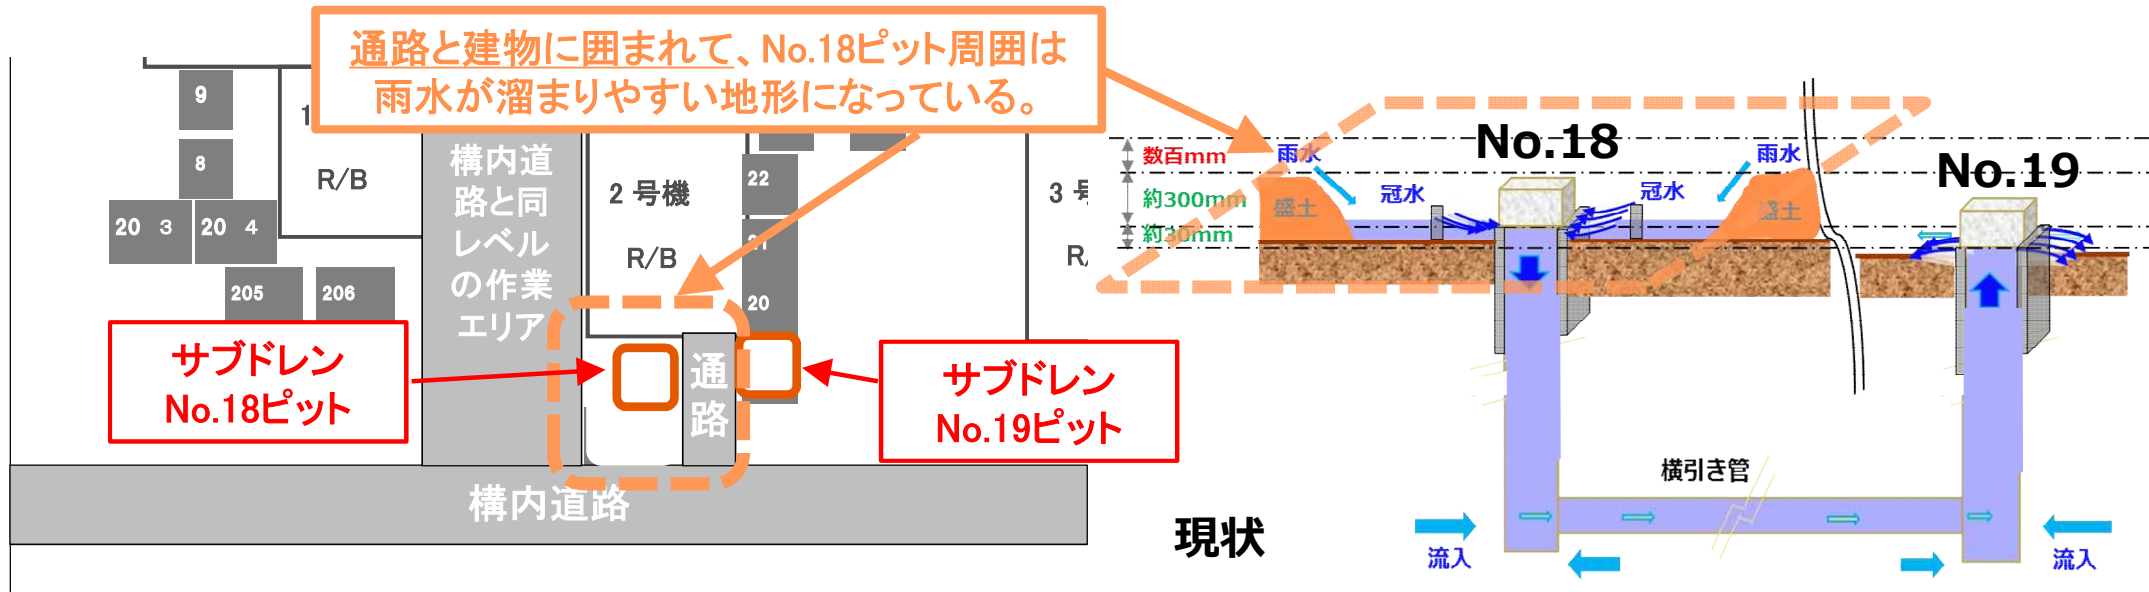 通路と建物に囲まれて、No.18ピット周囲は
雨水が溜まりやすい地形になっている。
9
8
20 3
20 4
205
206
1
R/B
構内道
路と同
レベル
の作業
エリア
2 号機
R/B
22
21
20
3 号
R/
サブドレン
No.18ピット
通
路
サブドレン
No.19ピット
構内道路
数百mm
約300mm
約30mm
雨水
盛土
冠水
No.18
冠水
雨水
盛土
No.19
横引き管
現状
流入
流入